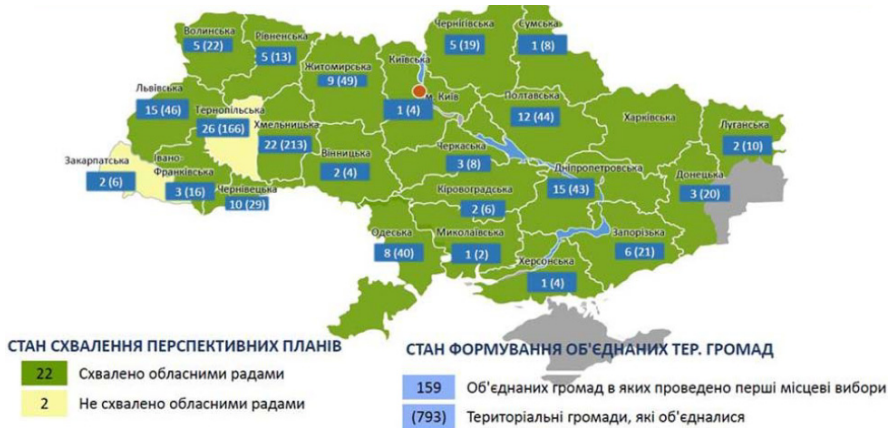 Волинська
5 (22)
Рівненська
5 (13)
Житомирська
9 (49)
Київська
м. Київ
1 (4)
Чернігівська
5 (19)
Сумська
1 (8)
Львівська
15 (46)
Тернопільська
26 (166)
Хмельницька
22 (213)
Вінницька
2 (4)
Черкаська
3 (8)
Полтавська
12 (44)
Харківська
Луганська
2 (10)
Закарпатська
2 (6)
Івано
Франківська
3 (16)
Чернівецька
10 (29)
Кіровоградська
2 (6)
Дніпропетровська
15 (43)
Донецька
3 (20)
Одеська
8 (40)
Миколаївська
1 (2)
Херсонська
1 (4)
Запорізька
6 (21)
СТАН СХВАЛЕННЯ ПЕРСПЕКТИВНИХ ПЛАНІВ
22 Схвалено обласними радами
2 Не схвалено обласними радами
СТАН ФОРМУВАННЯ ОБ'ЄДНАНИХ ТЕР. ГРОМАД
159 Об'єднаних громад в яких проведено перші місцеві вибори
(793) Територіальні громади, які об'єдналися